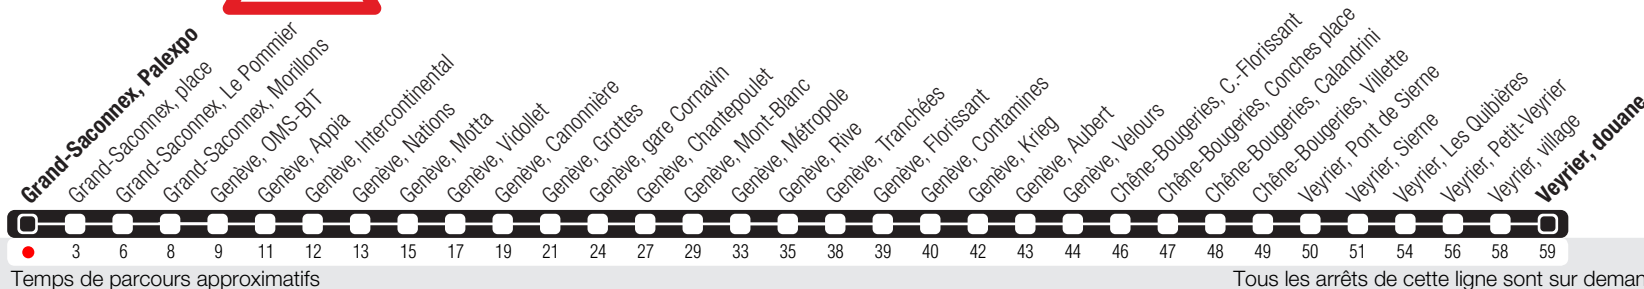 Grand-Saconnex, Palexpo
Grand-Saconnex, place
Grand-Saconnex, Le Pommier
Grand-Saconnex, Morillons
Genève, OMS-BIT
Genève, Appia
Genève, Intercontinental
Genève, Nations
Genève, Motta
Genève, Vidollet
Genève, Canonnière
Genève, Grottes
Genève, gare Cornavin
Genève, Chantepoulet
Genève, Mont-Blanc
Genève, Métropole
Genève, Rive
Genève, Tranchées
Genève, Florissant
Genève, Contamines
Genève, Krieg
Genève, Aubert
Genève, Velours
Chêne-Bougeries, C.-Florissant
Chêne-Bougeries, Conches place
Chêne-Bougeries, Calandrini
Chêne-Bougeries, Villette
Veyrier, Pont de Sierne
Veyrier, Sierne
Veyrier, Les Quibières
Veyrier, Petit-Veyrier
Veyrier, village
Veyrier, douane
3 6 8 9 11 12 13 15 17 19 21 24 27 29 33 35 38 39 40 42 43 44 46 47 48 49 50 51 54 56 58 59
Temps de parcours approximatifs
Tous les arrêts de cette ligne sont sur deman